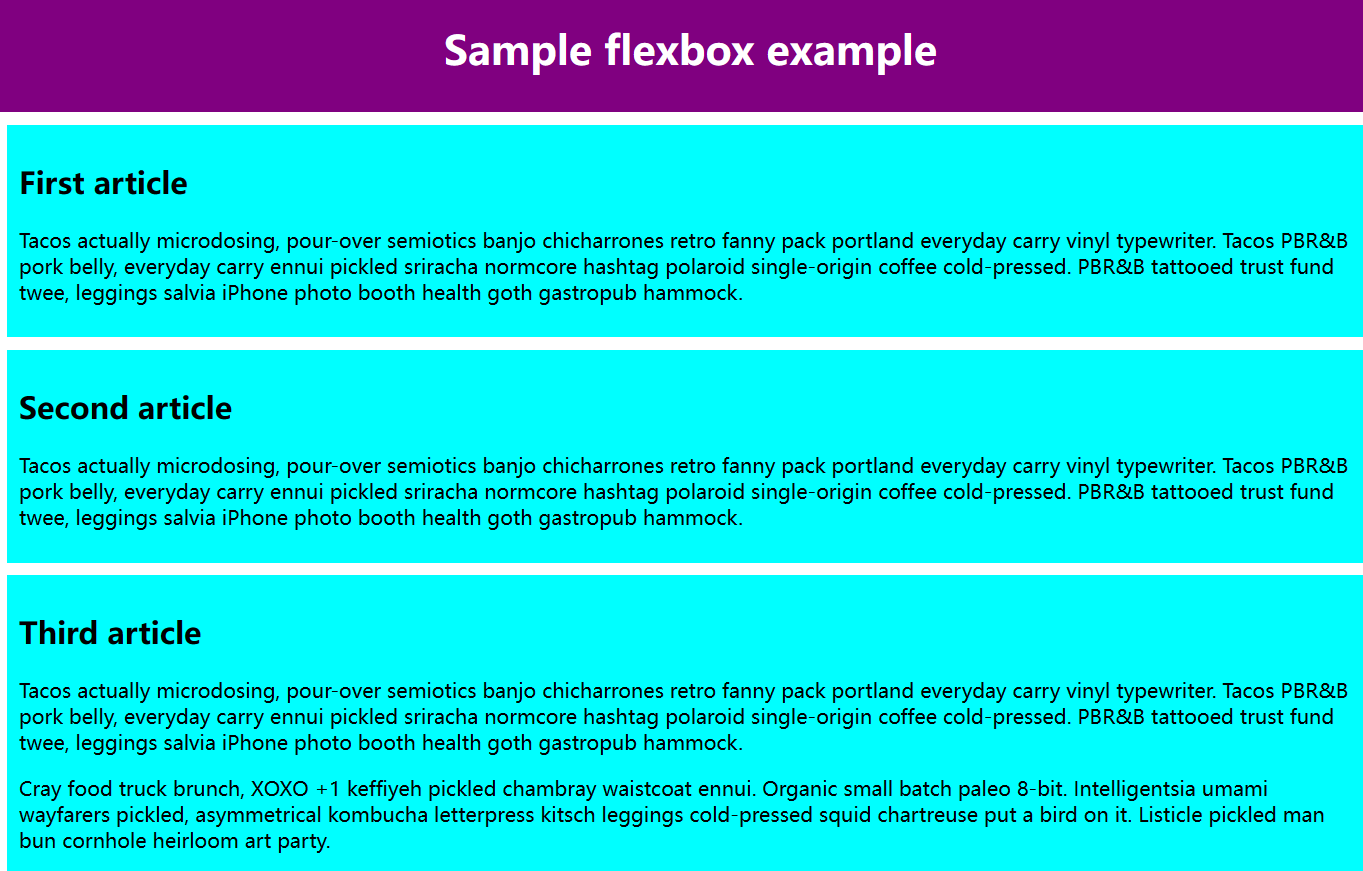 Sample flexbox example
First article
Tacos actually microdosing, pour-over semiotics banjo chicharrones retro fanny pack portland everyday carry vinyl typewriter. Tacos PBR&B
pork belly, everyday carry ennui pickled sriracha normcore hashtag polaroid single-origin coffee cold-pressed. PBR&B tattooed trust fund
twee, leggings salvia iPhone photo booth health goth gastropub hammock.
Second article
Tacos actually microdosing, pour-over semiotics banjo chicharrones retro fanny pack portland everyday carry vinyl typewriter. Tacos PBR&B
pork belly, everyday carry ennui pickled sriracha normcore hashtag polaroid single-origin coffee cold-pressed. PBR&B tattooed trust fund
twee, leggings salvia iPhone photo booth health goth gastropub hammock.
Third article
Tacos actually microdosing, pour-over semiotics banjo chicharrones retro fanny pack portland everyday carry vinyl typewriter. Tacos PBR&B
pork belly, everyday carry ennui pickled sriracha normcore hashtag polaroid single-origin coffee cold-pressed. PBR&B tattooed trust fund
twee, leggings salvia iPhone photo booth health goth gastropub hammock.
Cray food truck brunch, XOXO +1 keffiyeh pickled chambray waistcoat ennui. Organic small batch paleo 8-bit. Intelligentsia umami
wayfarers pickled, asymmetrical kombucha letterpress kitsch leggings cold-pressed squid chartreuse put a bird on it. Listicle pickled man
bun cornhole heirloom art party.